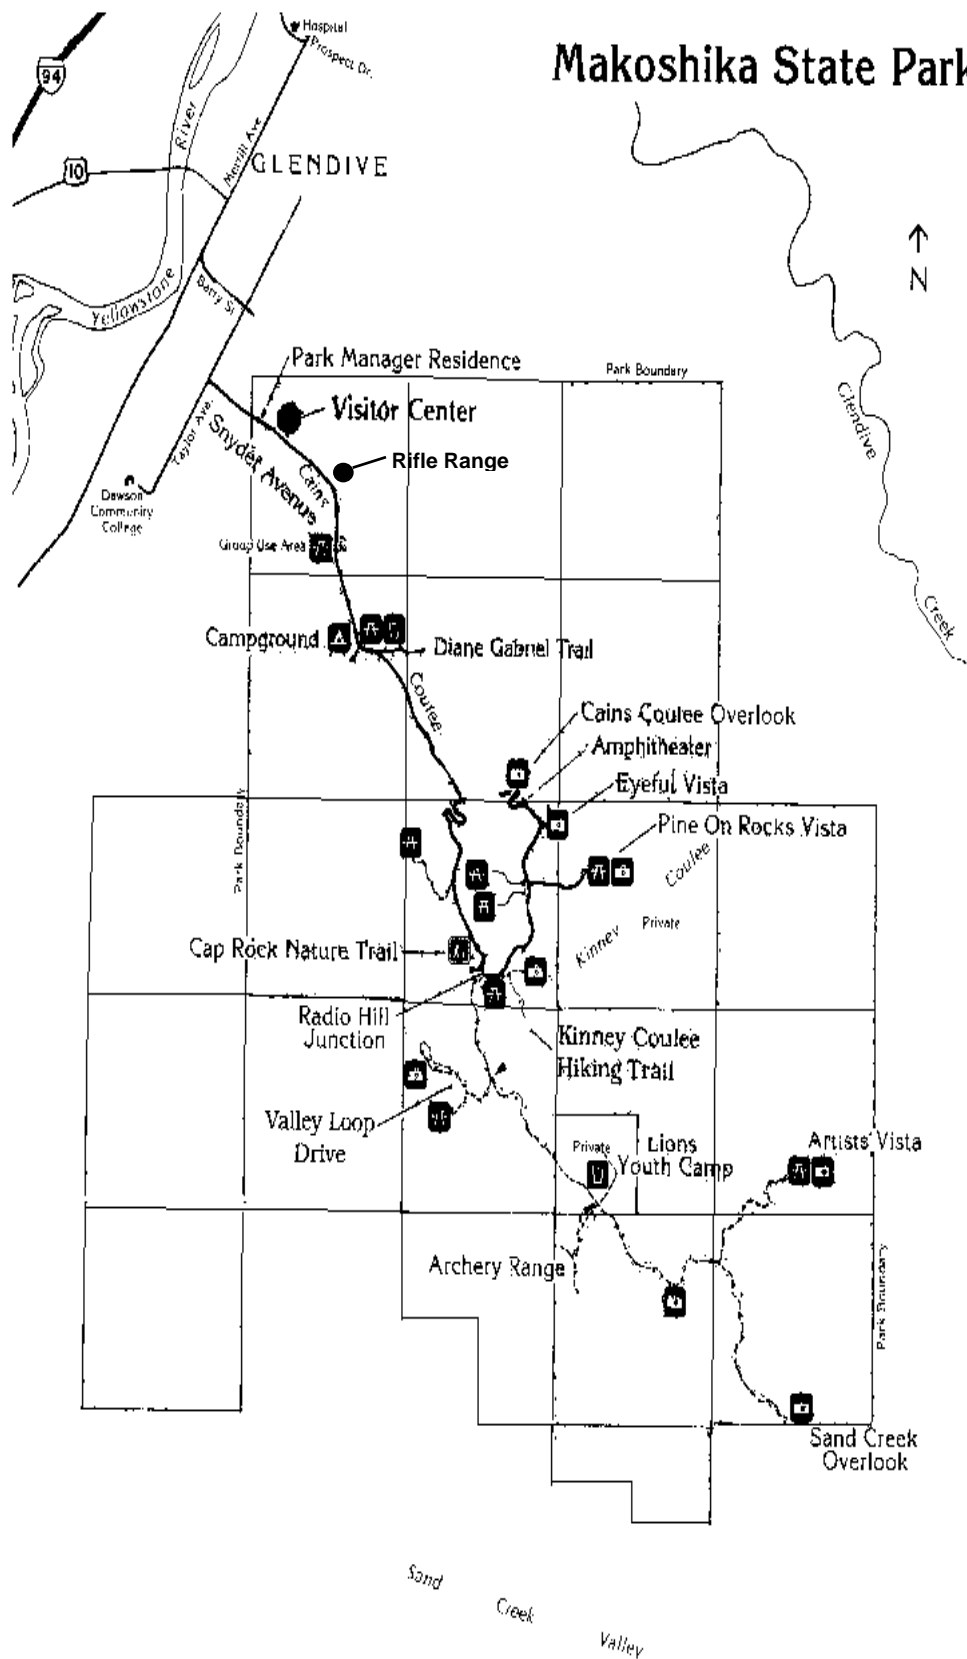 Hospital
Prospect Dr.
Makoshika State Park
94
River
Merrill Ave
GLENDIVE
10
N
Yellowstone
Barry St
Park Manager Residence
Park Boundary
Visitor Center
Glendive
Creek
Taylor Ave.
Snyder Avenue
Cains
Rifle Range
Dawson
Community
College
Group Use Area
Campground
Diane Gabriel Trail
Coulee
Cains Coulee Overlook
Amphitheater
Eyeful Vista
Pine On Rocks Vista
Park Boundary
Coulee
Kinney
Private
Cap Rock Nature Trail
Radio Hill
Junction
Kinney Coulee
Hiking Trail
Valley Loop
Drive
Private
Lions
Youth Camp
Artists Vista
Archery Range
Park Boundary
Sand Creek
Overlook
Sand
Creek
Valley